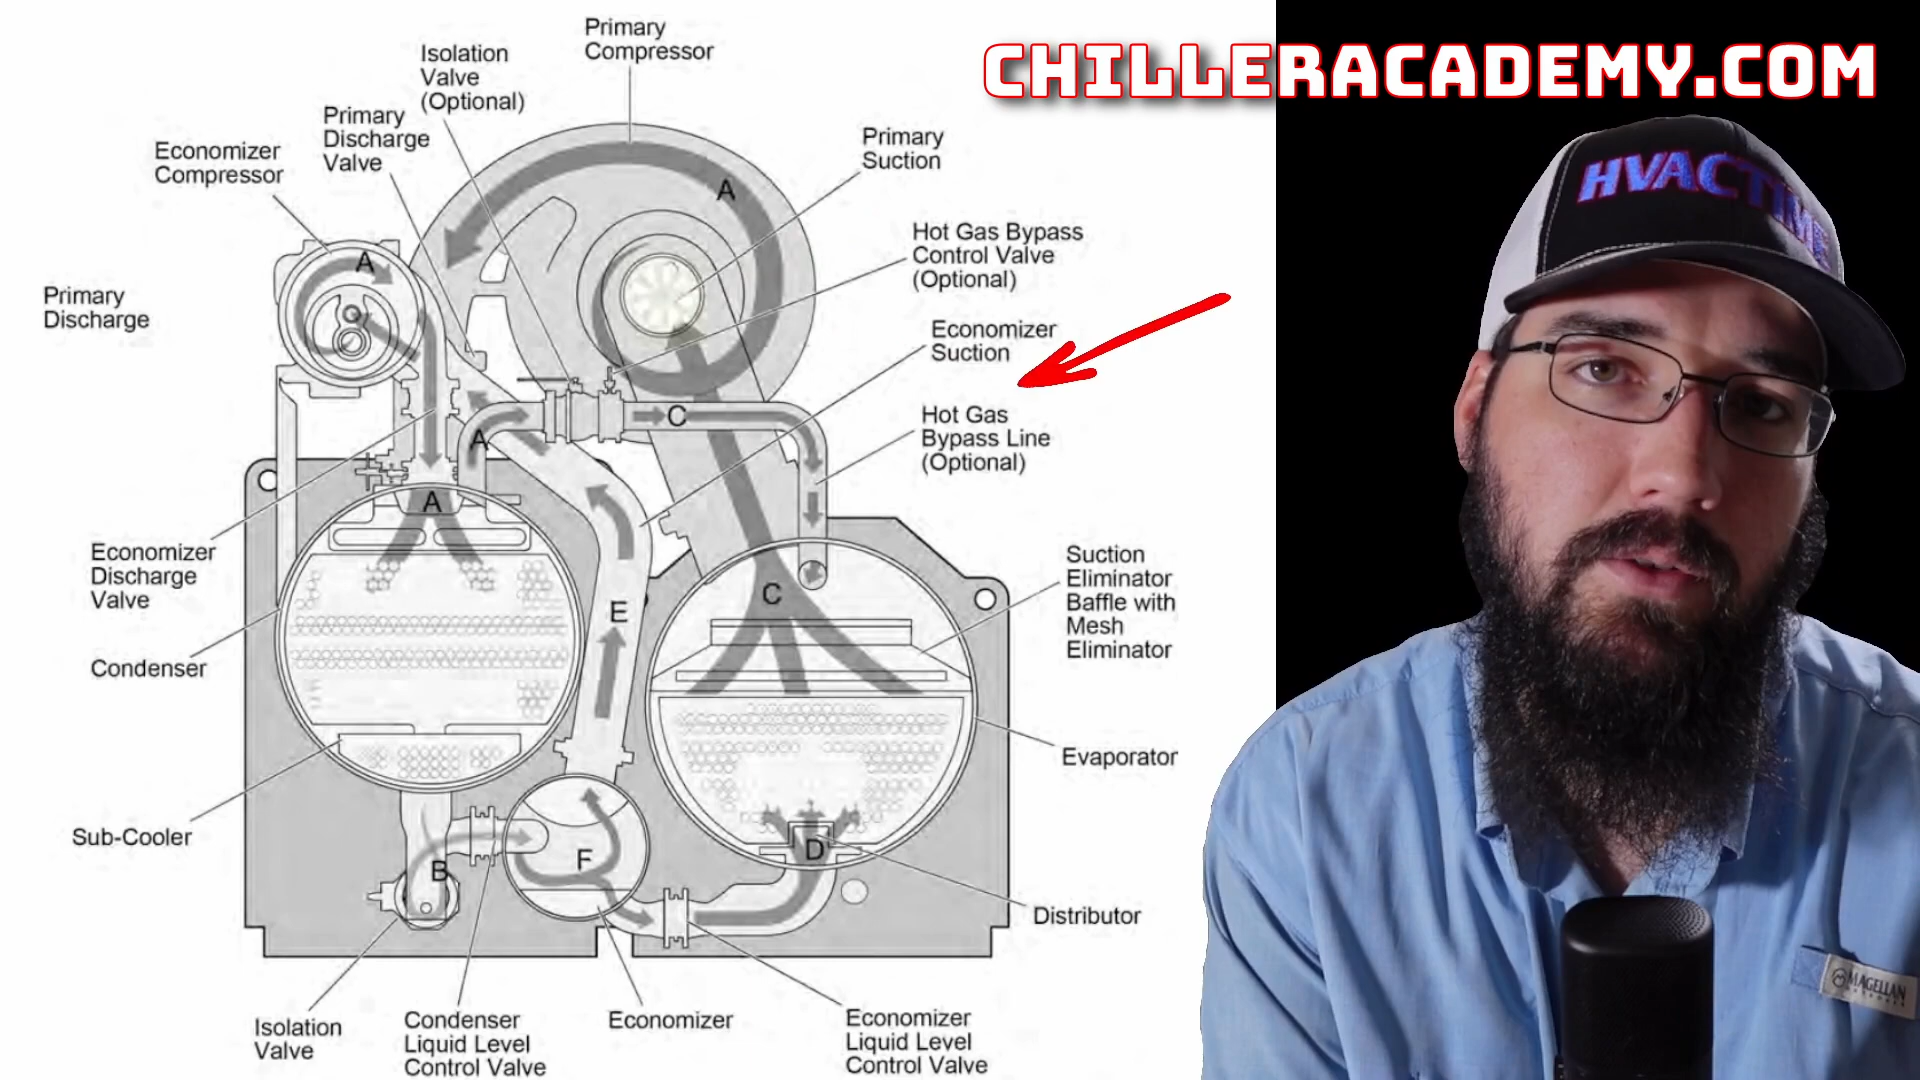 CHILLERACADEMY.COM
Primary
Compressor
Isolation
Valve
(Optional)
Primary
Discharge
Valve
Economizer
Compressor
Primary
Suction
Hot Gas Bypass
Control Valve
(Optional)
Primary
Discharge
Economizer
Suction
Hot Gas
Bypass Line
(Optional)
Economizer
Discharge
Valve
Condenser
Suction
Eliminator
Baffle with
Mesh
Eliminator
Evaporator
Sub-Cooler
Distributor
Isolation
Valve
Condenser
Liquid Level
Control Valve
Economizer
Economizer
Liquid Level
Control Valve
A
A
A
C
A
C
E
F
B
D
HVACTIME
MAGELLAN